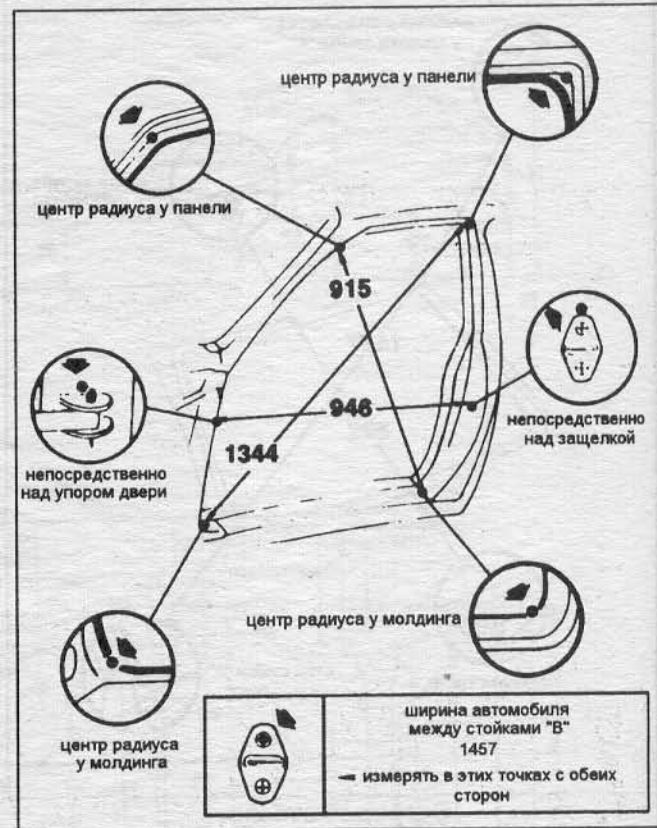 центр радиуса у панели
центр радиуса у панели
915
946
непосредственно
над защелкой
1344
непосредственно
над упором двери
центр радиуса у молдинга
центр радиуса
у молдинга
ширина автомобиля
между стойками "В"
1457
измерять в этих точках с обеих
сторон